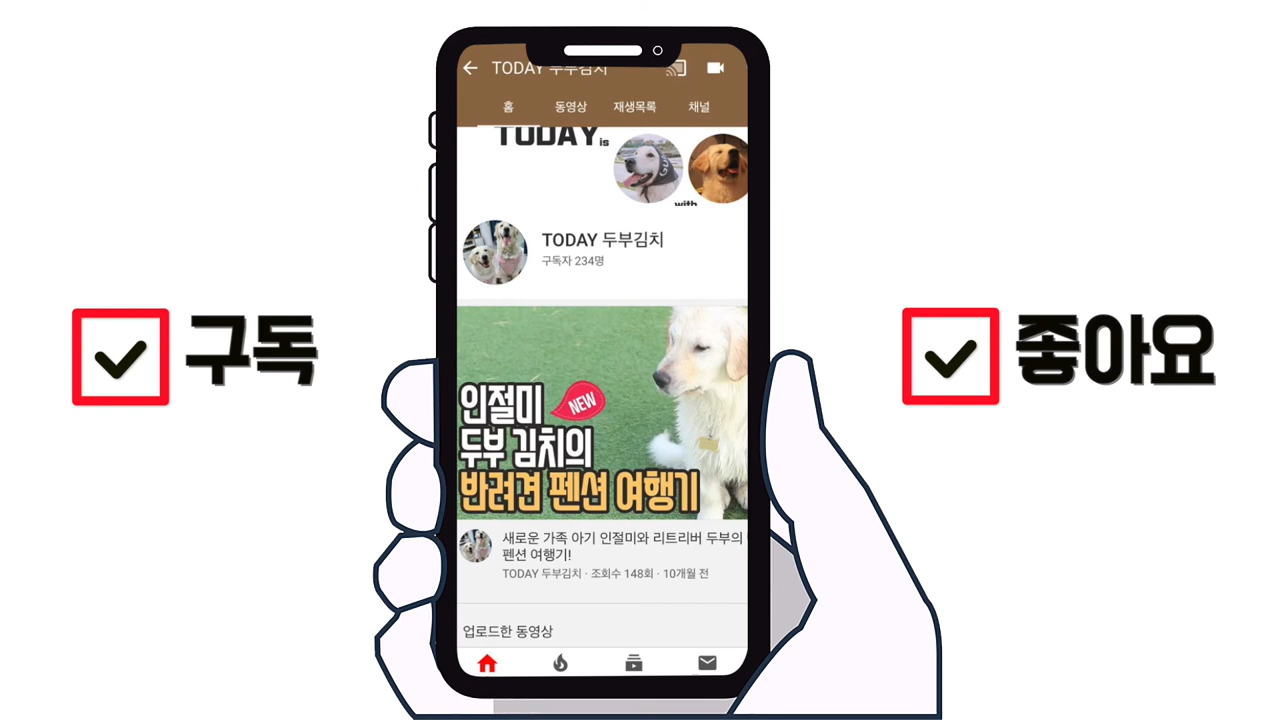 TODAY 두부김치
홈 동영상 재생목록 채널
TODAY is
with
TODAY 두부김치
구독자 234명
구독
좋아요
인절미 NEW
두부 김치의
반려견 펜션 여행기
새로운 가족 아기 인절미와 리트리버 두부의
펜션 여행기!
TODAY 두부김치 · 조회수 148회 · 10개월 전
업로드한 동영상